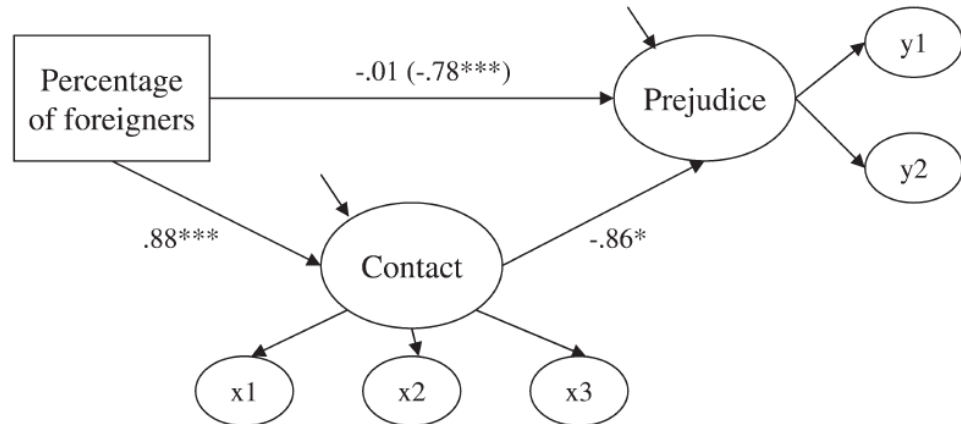 y1
Percentage
of foreigners
-.01 (-.78***)
Prejudice
y2
.88***
-.86*
Contact
x1
x2
x3